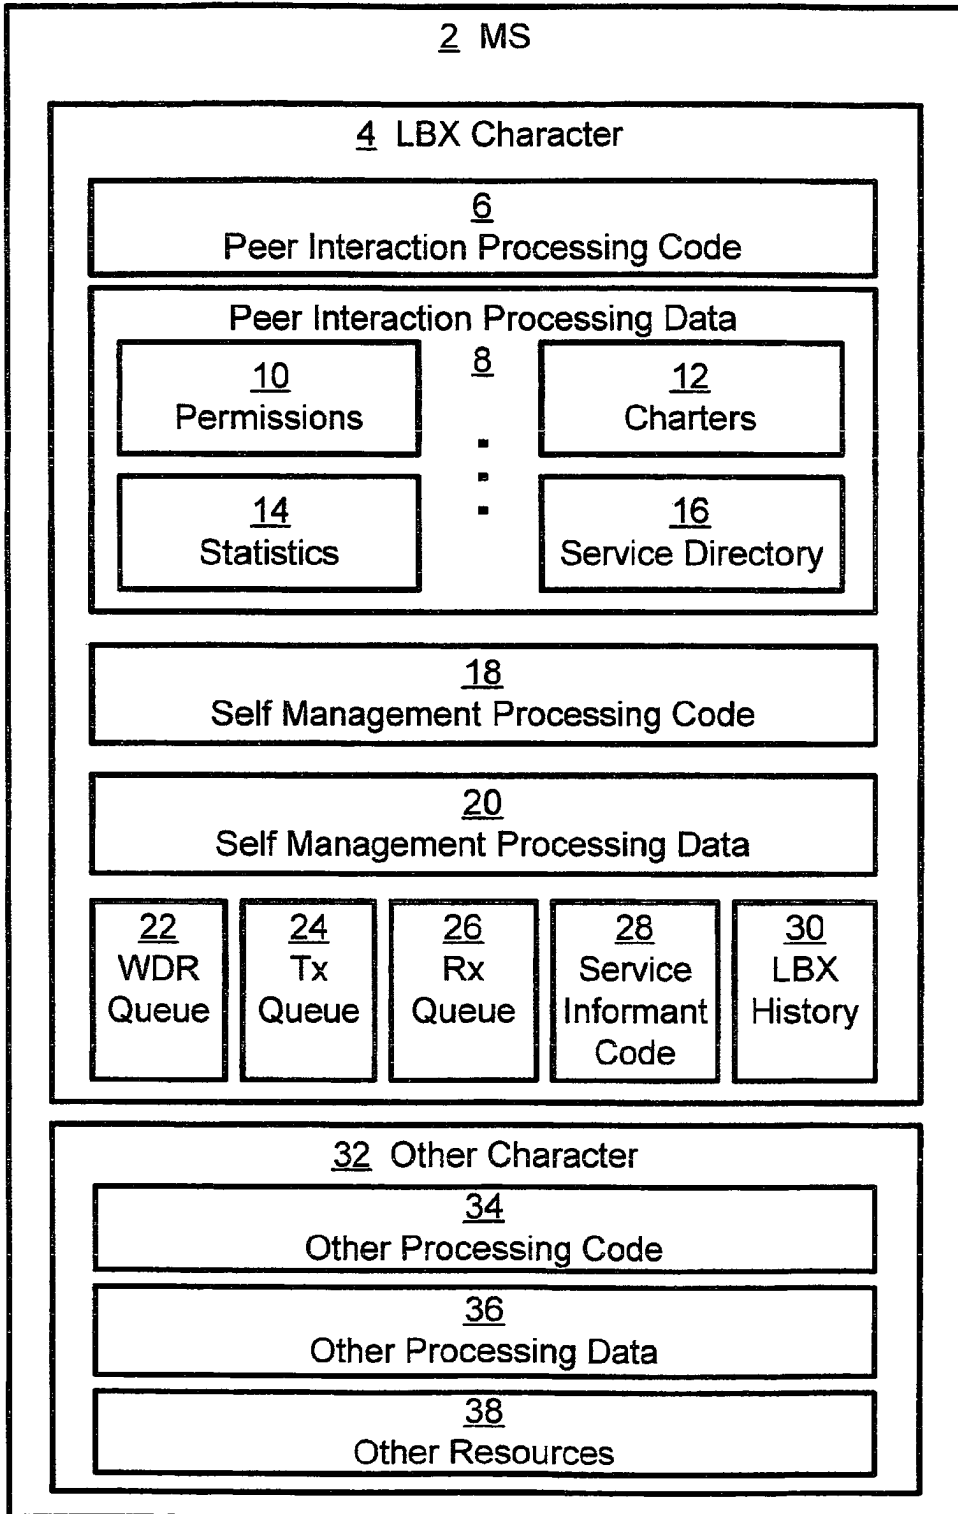 2 MS
4 LBX Character
6
Peer Interaction Processing Code
Peer Interaction Processing Data
8
10
Permissions
12
Charters
14
Statistics
16
Service Directory
18
Self Management Processing Code
20
Self Management Processing Data
22
WDR
Queue
24
Tx
Queue
26
Rx
Queue
28
Service
Informant
Code
30
LBX
History
32 Other Character
34
Other Processing Code
36
Other Processing Data
38
Other Resources